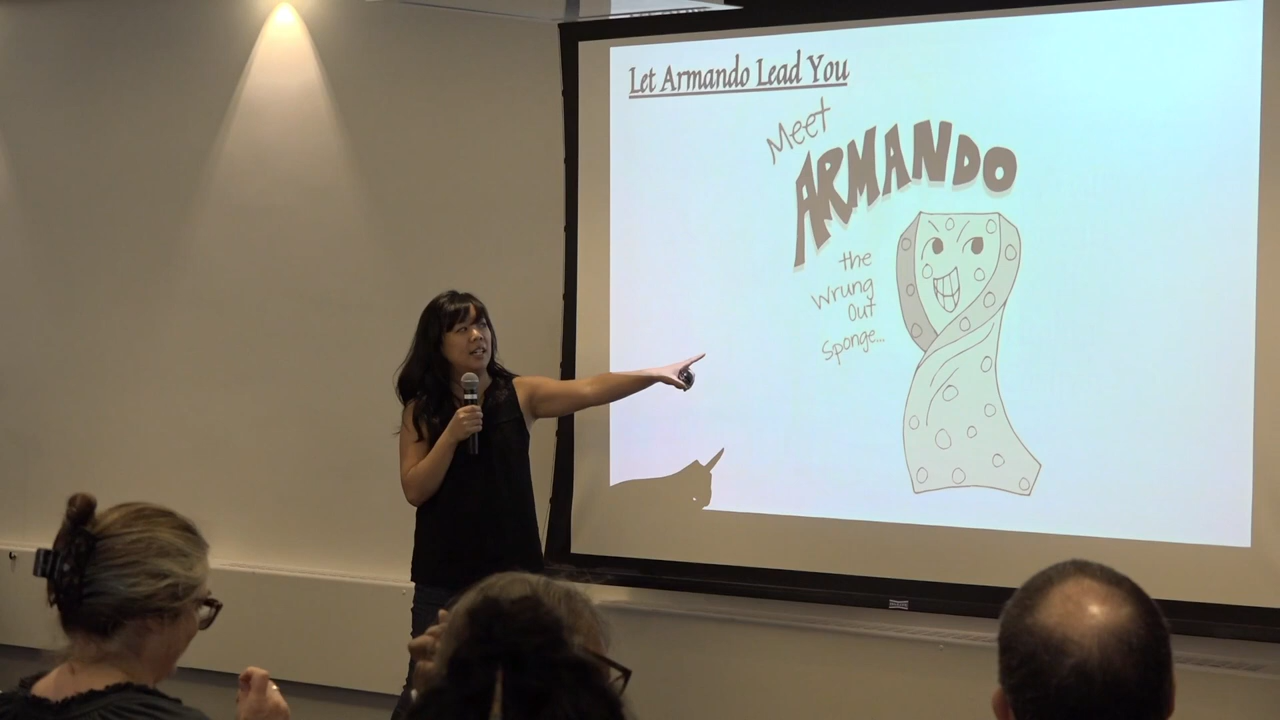 Let Armando Lead You
Meet
ARMANDO
the
Wrung
Out
Sponge...